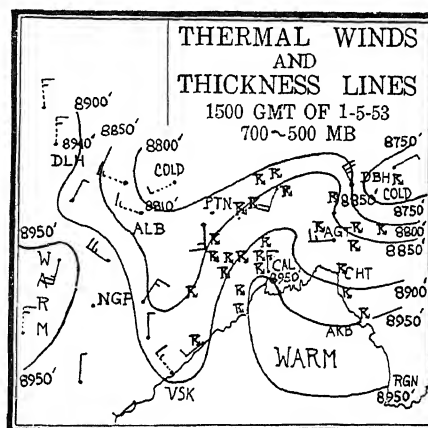 THERMAL WINDS
AND
THICKNESS LINES
1500 GMT OF 1-5-53
700~500 MB
8900'
8850'
8800'
8750'
8940'
DLH
COLD
DBH
COLD
8810'
PTN
8850'
8750'
ALB
AGT
8800'
8850'
8950'
WARM
CAL
8950'
CHT
NGP
8900'
8950'
AKB
WARM
8950'
VSK
RGN
8950'